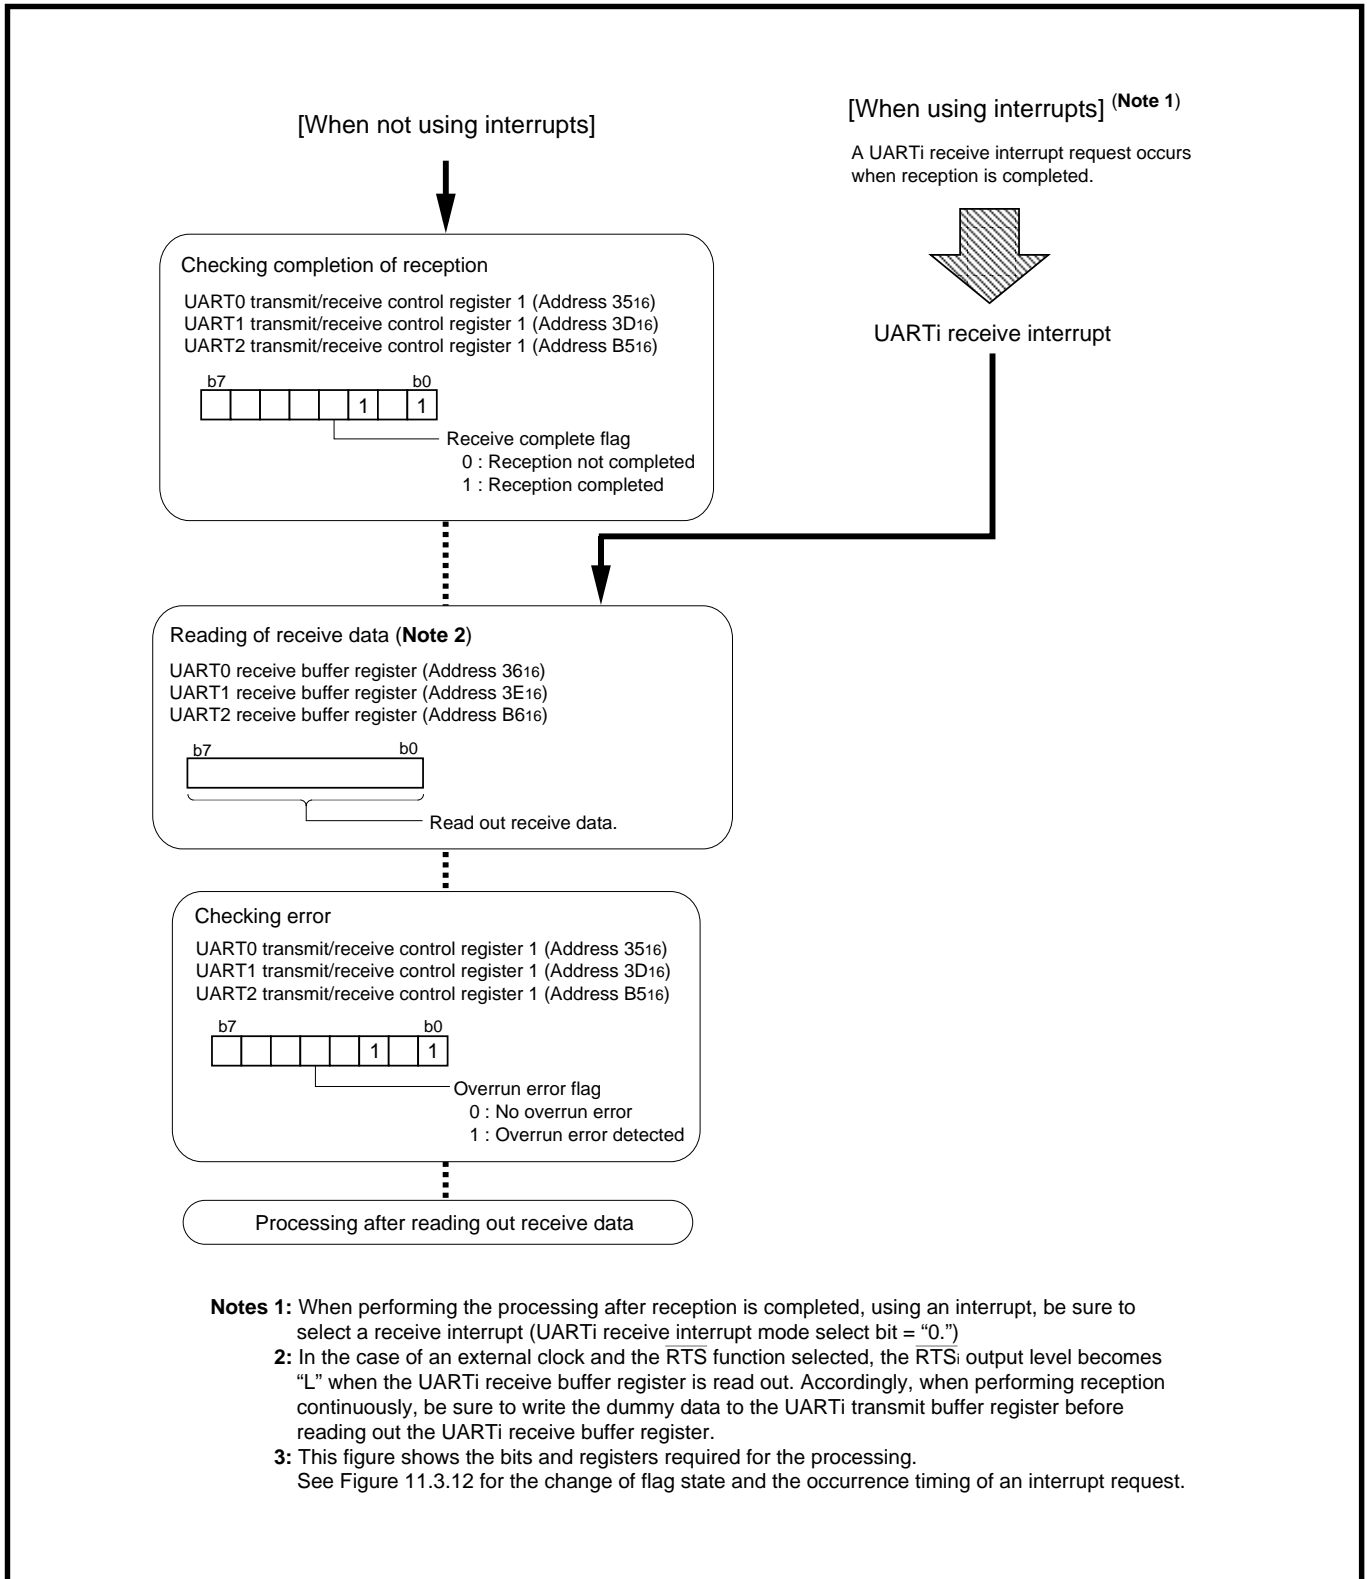 [When not using interrupts]
[When using interrupts] (Note 1)
A UARTi receive interrupt request occurs
when reception is completed.
UARTi receive interrupt
Checking completion of reception
UART0 transmit/receive control register 1 (Address 3516)
UART1 transmit/receive control register 1 (Address 3D16)
UART2 transmit/receive control register 1 (Address B516)
b7 b0
1 1
Receive complete flag
0 : Reception not completed
1 : Reception completed
Reading of receive data (Note 2)
UART0 receive buffer register (Address 3616)
UART1 receive buffer register (Address 3E16)
UART2 receive buffer register (Address B616)
b7 b0
Read out receive data.
Checking error
UART0 transmit/receive control register 1 (Address 3516)
UART1 transmit/receive control register 1 (Address 3D16)
UART2 transmit/receive control register 1 (Address B516)
b7 b0
1 1
Overrun error flag
0 : No overrun error
1 : Overrun error detected
Processing after reading out receive data
Notes 1: When performing the processing after reception is completed, using an interrupt, be sure to
select a receive interrupt (UARTi receive interrupt mode select bit = “0.”)
2: In the case of an external clock and the R̅T̅S̅ function selected, the R̅T̅S̅i output level becomes
“L” when the UARTi receive buffer register is read out. Accordingly, when performing reception
continuously, be sure to write the dummy data to the UARTi transmit buffer register before
reading out the UARTi receive buffer register.
3: This figure shows the bits and registers required for the processing.
See Figure 11.3.12 for the change of flag state and the occurrence timing of an interrupt request.